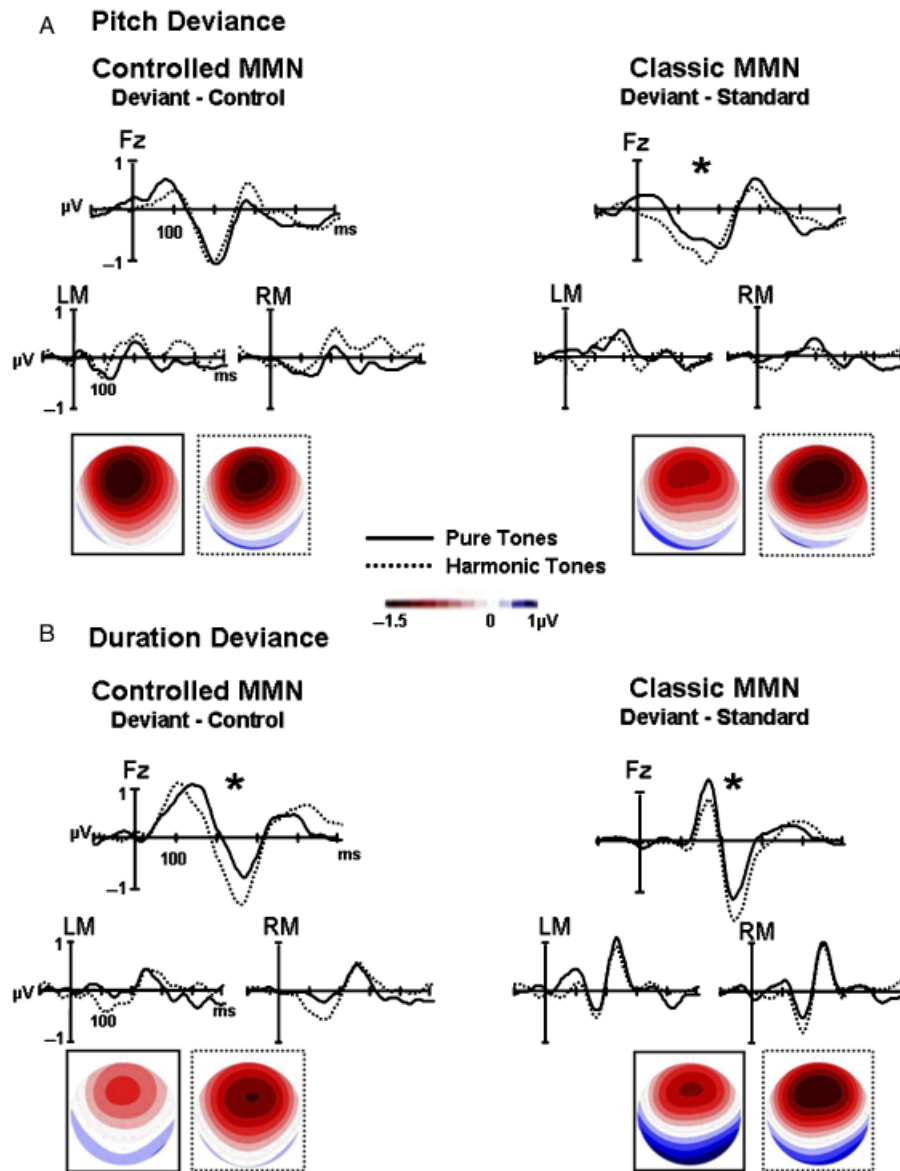 A Pitch Deviance
Controlled MMN
Deviant - Control
Classic MMN
Deviant - Standard
Fz
1
µV
100
ms
−1
Fz
*
LM
1
µV
100
ms
−1
RM
LM
RM
Pure Tones
Harmonic Tones
−1.5 0 1µV
B Duration Deviance
Controlled MMN
Deviant - Control
Classic MMN
Deviant - Standard
Fz
*
1
µV
100
ms
−1
Fz
*
LM
1
µV
100
ms
−1
RM
LM
RM